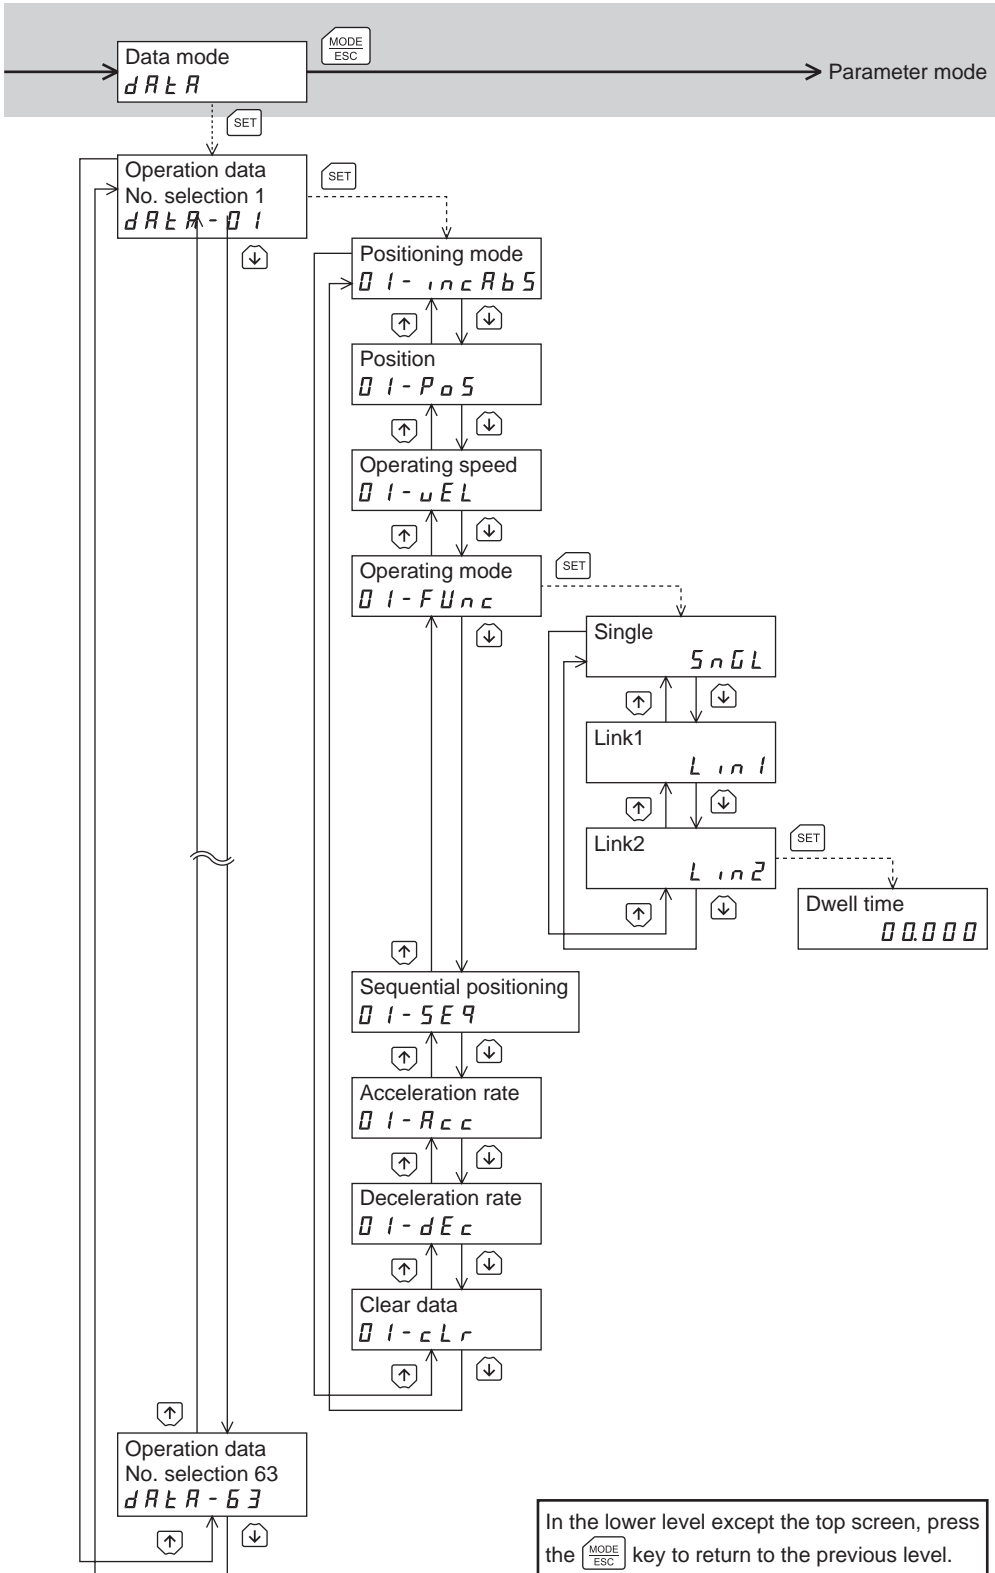 Data mode
dAtA
MODE
ESC
Parameter mode
SET
Operation data
No. selection 1
dAtA-01
SET
Positioning mode
01-incAbS
Position
01-PoS
Operating speed
01-vEL
Operating mode
01-FUnc
SET
Single
SnGL
Link1
Lin1
Link2
Lin2
SET
Dwell time
00.000
Sequential positioning
01-SEq
Acceleration rate
01-Acc
Deceleration rate
01-dEc
Clear data
01-cLr
Operation data
No. selection 63
dAtA-63
In the lower level except the top screen, press
the MODE ESC key to return to the previous level.